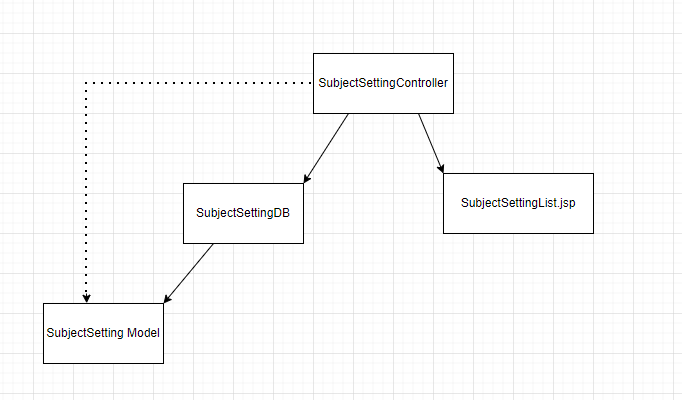 SubjectSettingController
SubjectSettingDB
SubjectSettingList.jsp
SubjectSetting Model